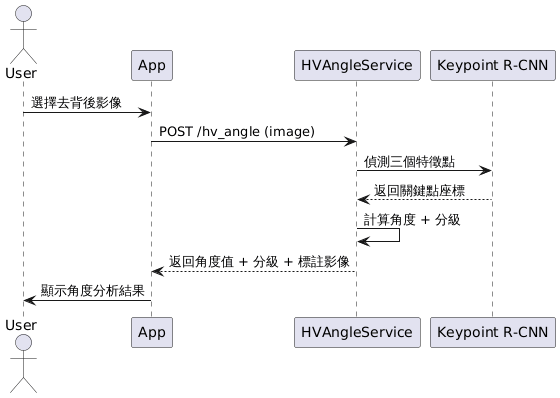 User
App
HVAngleService
Keypoint R-CNN
選擇去背後影像
POST /hv_angle (image)
偵測三個特徵點
返回關鍵點座標
計算角度 + 分級
返回角度值 + 分級 + 標註影像
顯示角度分析結果
User
App
HVAngleService
Keypoint R-CNN